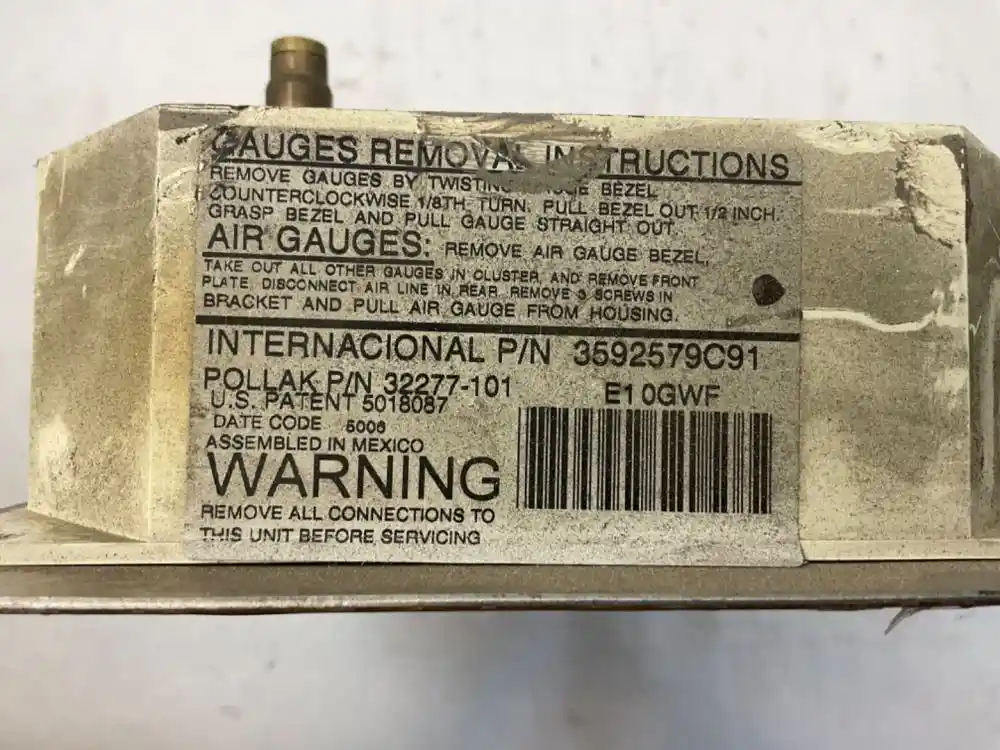 GAUGES REMOVAL INSTRUCTIONS
REMOVE GAUGES BY TWISTING BEZEL
COUNTERCLOCKWISE 1/8TH TURN. PULL BEZEL OUT 1/2 INCH.
GRASP BEZEL AND PULL GAUGE STRAIGHT OUT.
AIR GAUGES: REMOVE AIR GAUGE BEZEL,
TAKE OUT ALL OTHER GAUGES IN CLUSTER, AND REMOVE FRONT
PLATE, DISCONNECT AIR LINE IN REAR. REMOVE 3 SCREWS IN
BRACKET AND PULL AIR GAUGE FROM HOUSING.
INTERNACIONAL P/N 3592579C91
POLLAK P/N 32277-101 E10GWF
U.S. PATENT 5018087
DATE CODE 5006
ASSEMBLED IN MEXICO
WARNING
REMOVE ALL CONNECTIONS TO
THIS UNIT BEFORE SERVICING